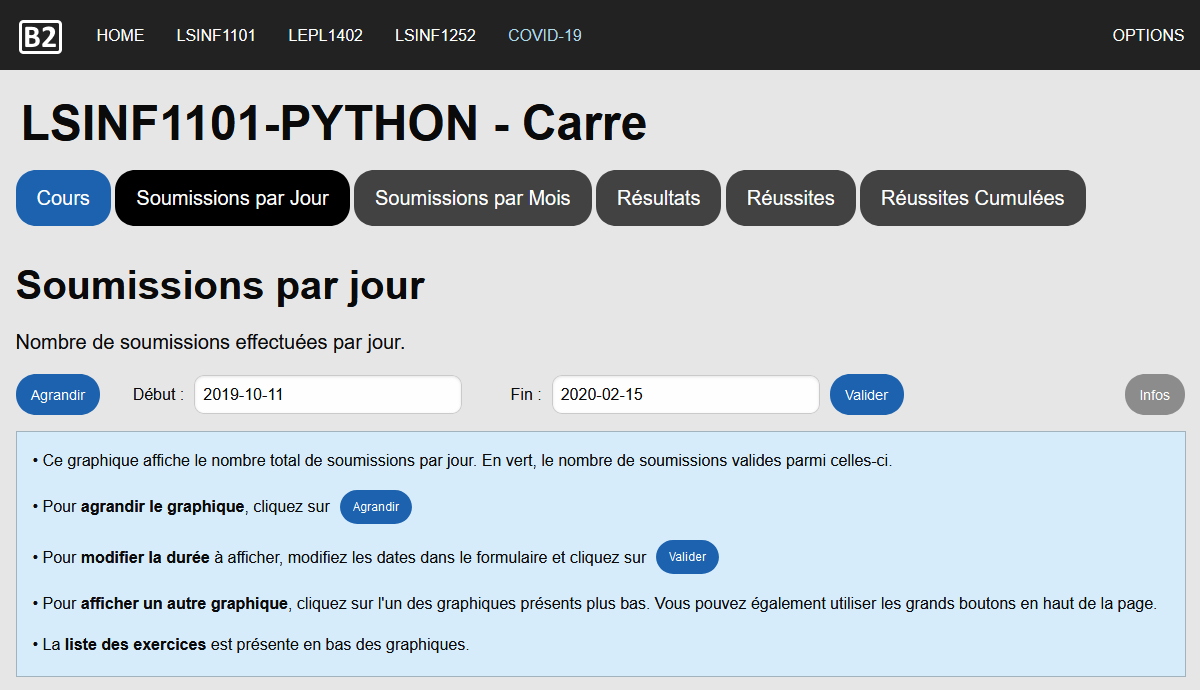 B2 HOME LSINF1101 LEPL1402 LSINF1252 COVID-19 OPTIONS
LSINF1101-PYTHON - Carre
Cours Soumissions par Jour Soumissions par Mois Résultats Réussites Réussites Cumulées
Soumissions par jour
Nombre de soumissions effectuées par jour.
Agrandir Début : 2019-10-11 Fin : 2020-02-15 Valider Infos
• Ce graphique affiche le nombre total de soumissions par jour. En vert, le nombre de soumissions valides parmi celles-ci.
• Pour agrandir le graphique, cliquez sur Agrandir
• Pour modifier la durée à afficher, modifiez les dates dans le formulaire et cliquez sur Valider
• Pour afficher un autre graphique, cliquez sur l'un des graphiques présents plus bas. Vous pouvez également utiliser les grands boutons en haut de la page.
• La liste des exercices est présente en bas des graphiques.